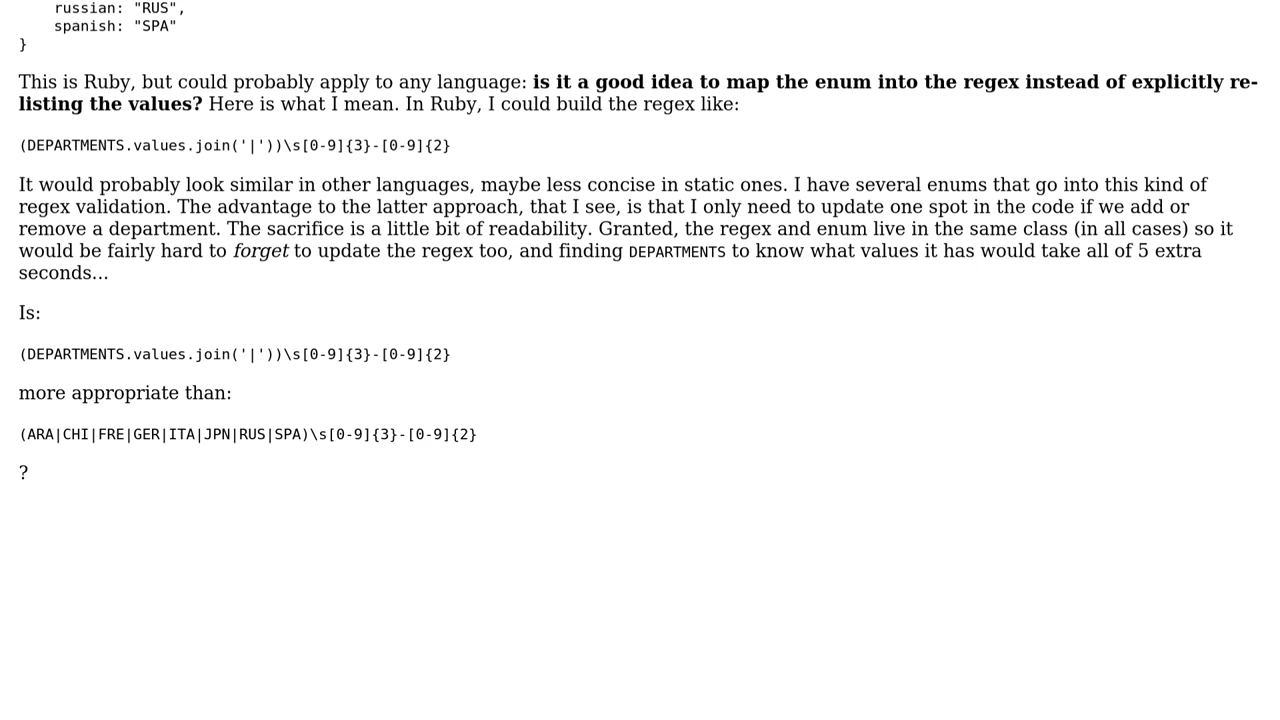 russian: "RUS",
spanish: "SPA"
}
This is Ruby, but could probably apply to any language: is it a good idea to map the enum into the regex instead of explicitly re-
listing the values? Here is what I mean. In Ruby, I could build the regex like:
(DEPARTMENTS.values.join('|'))\s[0-9]{3}-[0-9]{2}
It would probably look similar in other languages, maybe less concise in static ones. I have several enums that go into this kind of
regex validation. The advantage to the latter approach, that I see, is that I only need to update one spot in the code if we add or
remove a department. The sacrifice is a little bit of readability. Granted, the regex and enum live in the same class (in all cases) so it
would be fairly hard to forget to update the regex too, and finding DEPARTMENTS to know what values it has would take all of 5 extra
seconds...
Is:
(DEPARTMENTS.values.join('|'))\s[0-9]{3}-[0-9]{2}
more appropriate than:
(ARA|CHI|FRE|GER|ITA|JPN|RUS|SPA)\s[0-9]{3}-[0-9]{2}
?